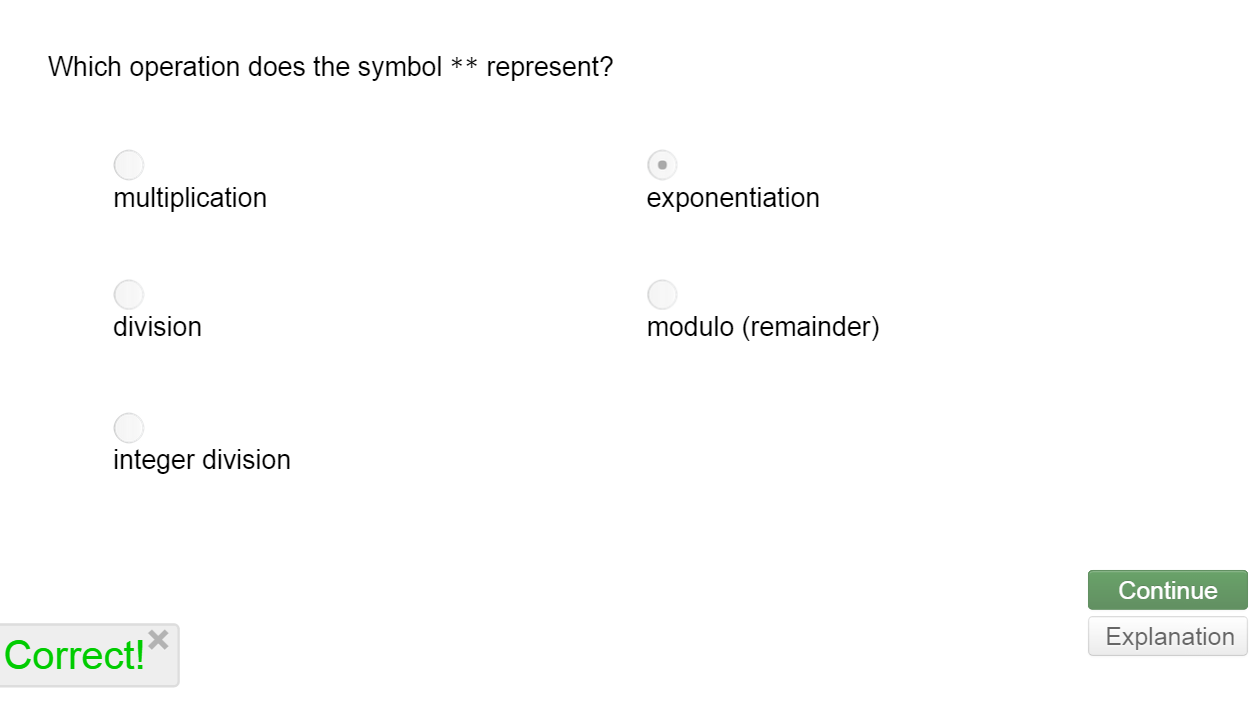 Which operation does the symbol ** represent?
multiplication
exponentiation
division
modulo (remainder)
integer division
Continue
Explanation
Correct!